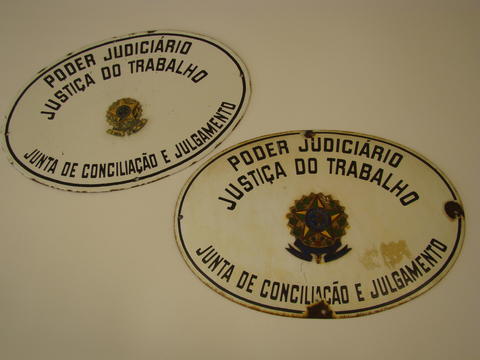 PODER JUDICIÁRIO
JUSTIÇA DO TRABALHO
JUNTA DE CONCILIAÇÃO E JULGAMENTO
PODER JUDICIÁRIO
JUSTIÇA DO TRABALHO
JUNTA DE CONCILIAÇÃO E JULGAMENTO